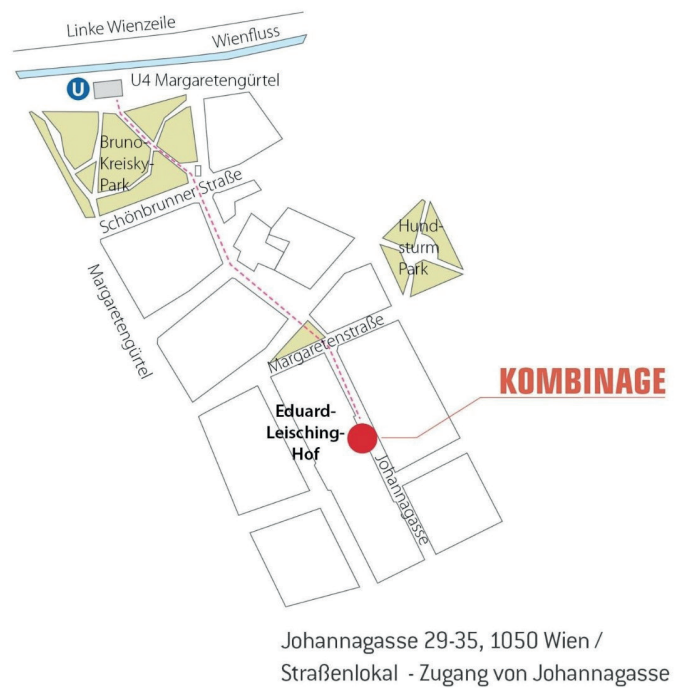 Linke Wienzeile
Wienfluss
U
U4 Margaretengürtel
Bruno-
Kreisky-
Park
Schönbrunner Straße
Hund-
sturm
Park
Margaretengürtel
Margaretenstraße
KOMBINAGE
Eduard-
Leisching-
Hof
Johannagasse
Johannagasse 29-35, 1050 Wien /
Straßenlokal - Zugang von Johannagasse